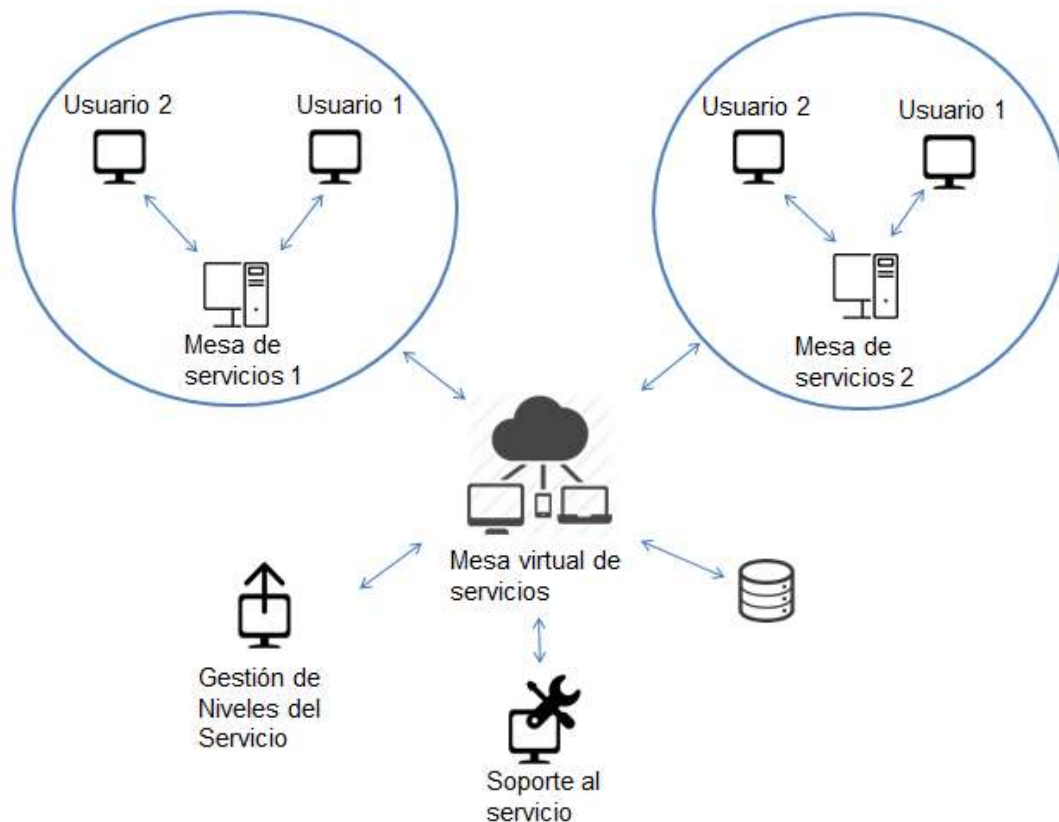 Usuario 2
Usuario 1
Mesa de
servicios 1
Usuario 2
Usuario 1
Mesa de
servicios 2
Mesa virtual de
servicios
Gestión de
Niveles del
Servicio
Soporte al
servicio